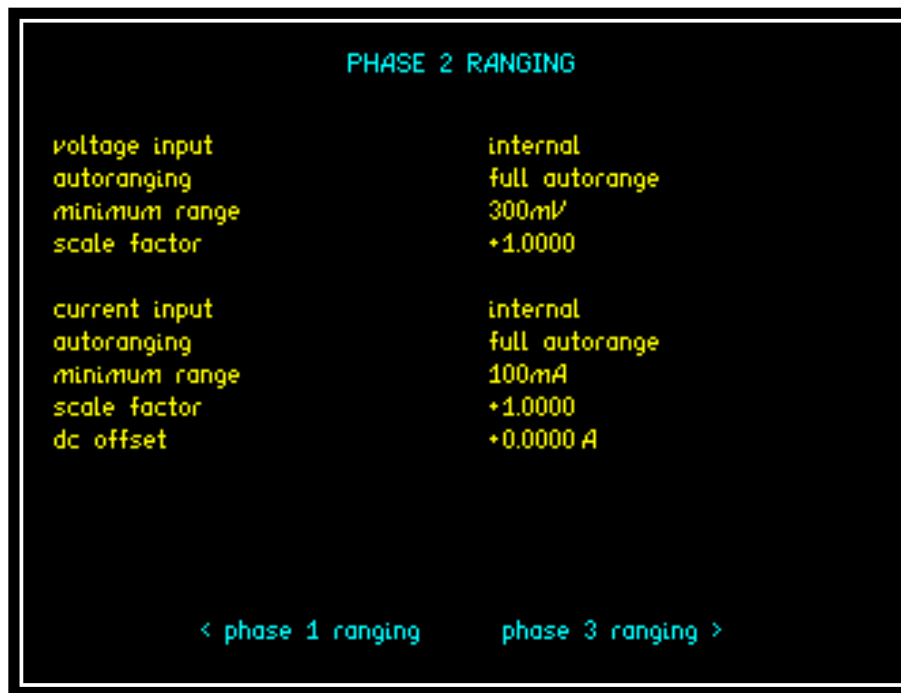 PHASE 2 RANGING
voltage input internal
autoranging full autorange
minimum range 300mV
scale factor +1.0000
current input internal
autoranging full autorange
minimum range 100mA
scale factor +1.0000
dc offset +0.0000 A
< phase 1 ranging phase 3 ranging >